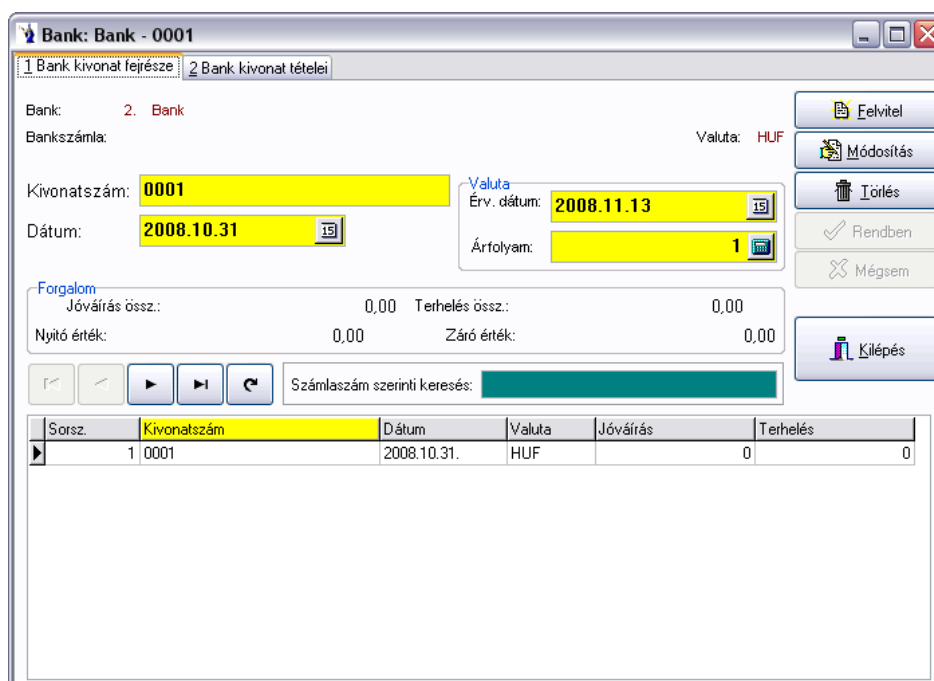 Bank: Bank - 0001
1 Bank kivonat fejrésze 2 Bank kivonat tételei
Bank: 2. Bank
Felvitel
Bankszámla: Valuta: HUF
Módosítás
Kivonatszám: 0001
Valuta
Érv. dátum: 2008.11.13 15
Törlés
Dátum: 2008.10.31 15
Árfolyam: 1
Rendben
Mégsem
Forgalom
Jóváírás össz.: 0,00 Terhelés össz.: 0,00
Nyitó érték: 0,00 Záró érték: 0,00
Kilépés
Számlaszám szerinti keresés:
Sorsz. Kivonatszám Dátum Valuta Jóváírás Terhelés
1 0001 2008.10.31. HUF 0 0